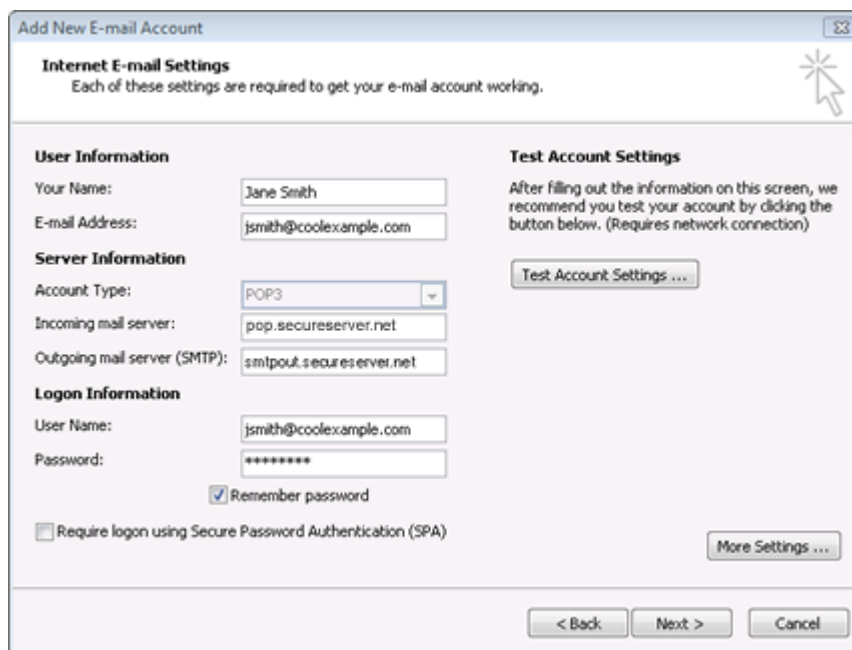 Add New E-mail Account
Internet E-mail Settings
Each of these settings are required to get your e-mail account working.
User Information
Your Name: Jane Smith
E-mail Address: jsmith@coolexample.com
Server Information
Account Type: POP3
Incoming mail server: pop.secureserver.net
Outgoing mail server (SMTP): smtpout.secureserver.net
Logon Information
User Name: jsmith@coolexample.com
Password: ********
Remember password
Require logon using Secure Password Authentication (SPA)
Test Account Settings
After filling out the information on this screen, we
recommend you test your account by clicking the
button below. (Requires network connection)
Test Account Settings ...
More Settings ...
< Back Next > Cancel